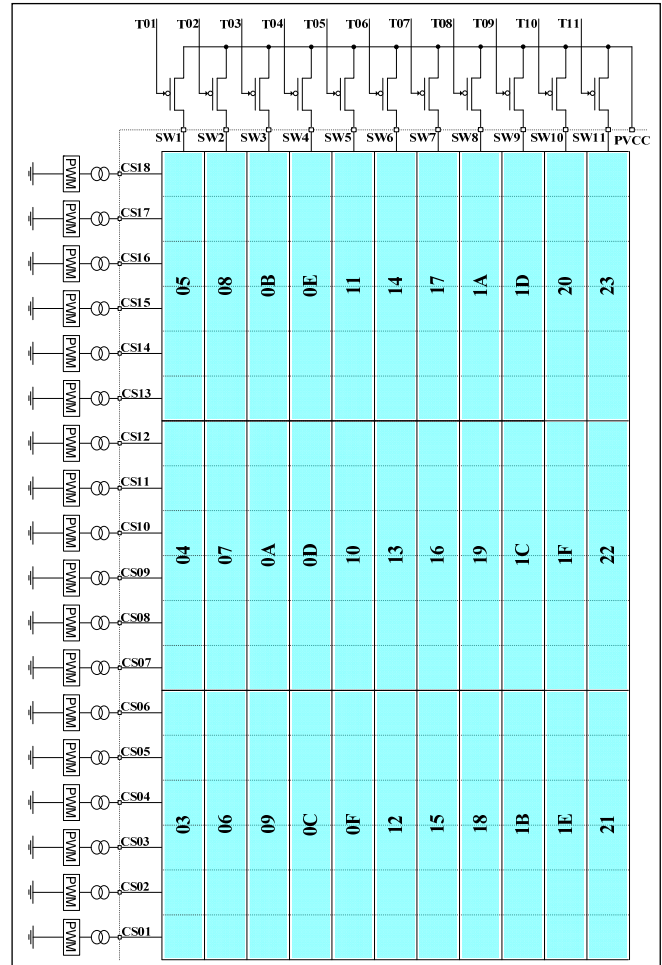 T01 T02 T03 T04 T05 T06 T07 T08 T09 T10 T11
SW1 SW2 SW3 SW4 SW5 SW6 SW7 SW8 SW9 SW10 SW11 PVCC
PWM CS18
PWM CS17
PWM CS16
05 08 0B 0E 11 14 17 1A 1D 20 23
PWM CS15
PWM CS14
PWM CS13
PWM CS12
PWM CS11
PWM CS10
04 07 0A 0D 10 13 16 19 1C 1F 22
PWM CS09
PWM CS08
PWM CS07
PWM CS06
PWM CS05
PWM CS04
03 06 09 0C 0F 12 15 18 1B 1E 21
PWM CS03
PWM CS02
PWM CS01